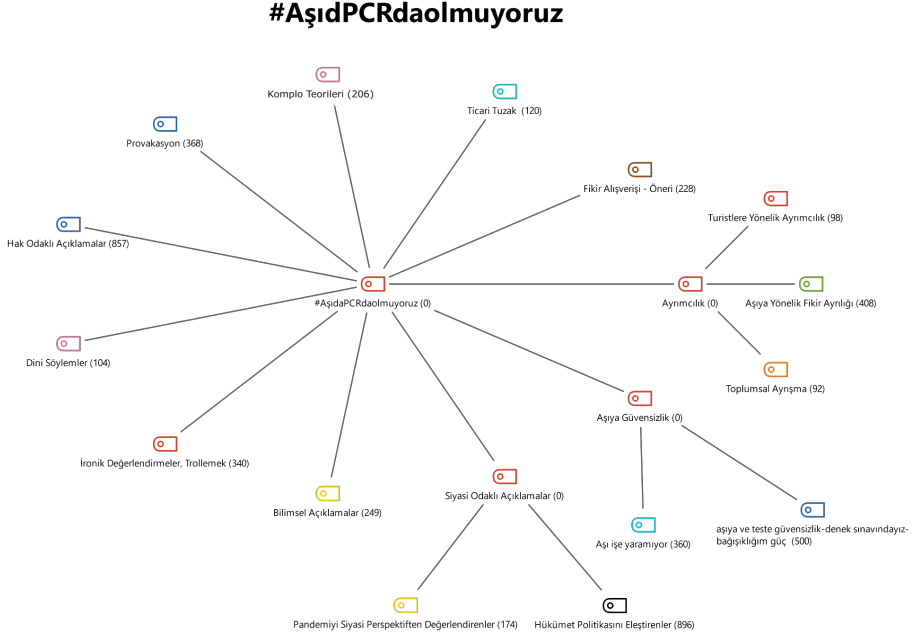 #AşıdPCRdaolmuyoruz
Komplo Teorileri (206)
Ticari Tuzak (120)
Provakasyon (368)
Fikir Alışverişi - Öneri (228)
Turistlere Yönelik Ayrımcılık (98)
Hak Odaklı Açıklamalar (857)
#AşıdaPCRdaolmuyoruz (0)
Ayrımcılık (0)
Aşıya Yönelik Fikir Ayrılığı (408)
Dini Söylemler (104)
Toplumsal Ayrışma (92)
Aşıya Güvensizlik (0)
İronik Değerlendirmeler, Trollemek (340)
Siyasi Odaklı Açıklamalar (0)
Bilimsel Açıklamalar (249)
aşıya ve teste güvensizlik-denek sınavındayız-
bağışıklığım güç (500)
Aşı işe yaramıyor (360)
Pandemiyi Siyasi Perspektiften Değerlendirenler (174)
Hükümet Politikasını Eleştirenler (896)